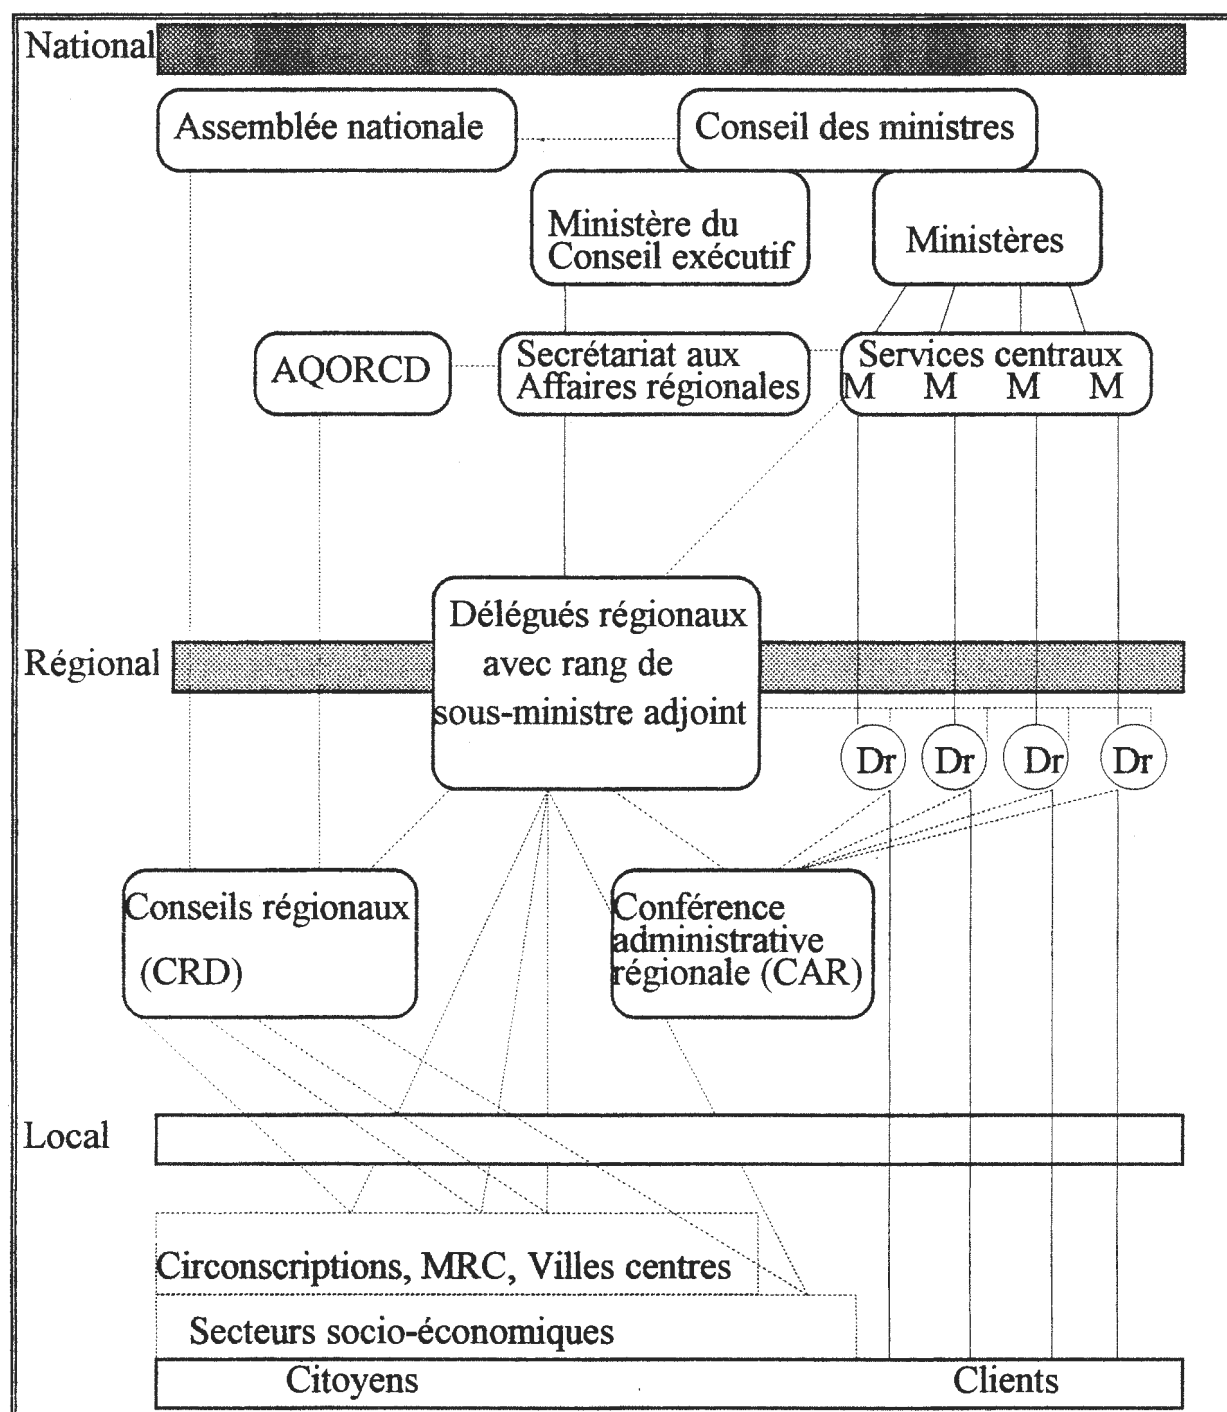 National
Assemblée nationale
Conseil des ministres
Ministère du
Conseil exécutif
Ministères
AQORCD
Secrétariat aux
Affaires régionales
Services centraux
M M M M
Délégués régionaux
Régional
avec rang de
sous-ministre adjoint
Dr Dr Dr Dr
Conseils régionaux
(CRD)
Conférence
administrative
régionale (CAR)
Local
Circonscriptions, MRC, Villes centres
Secteurs socio-économiques
Citoyens
Clients